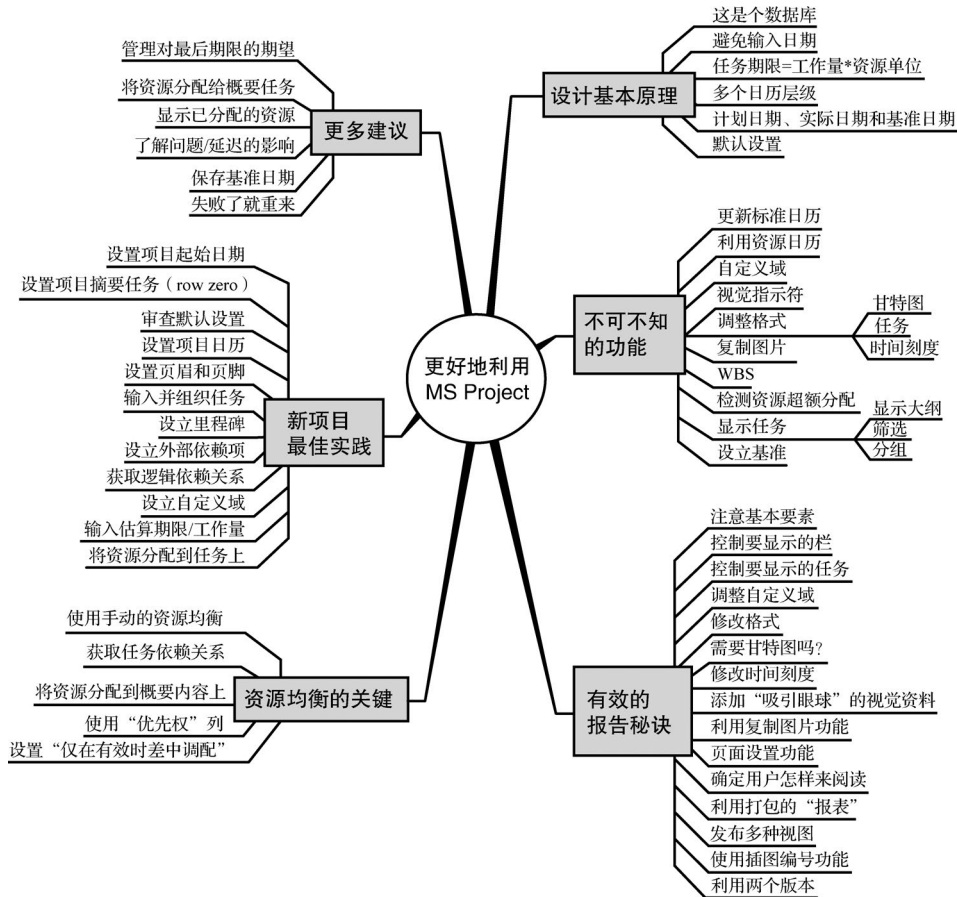 更好地利用
MS Project
设计基本原理
这是个数据库
避免输入日期
任务期限=工作量*资源单位
多个日历层级
计划日期、实际日期和基准日期
默认设置
不可不知
的功能
更新标准日历
利用资源日历
自定义域
视觉指示符
调整格式
甘特图
任务
时间刻度
复制图片
WBS
检测资源超额分配
显示任务
显示大纲
筛选
分组
设立基准
有效的
报告秘诀
注意基本要素
控制要显示的栏
控制要显示的任务
调整自定义域
修改格式
需要甘特图吗?
修改时间刻度
添加“吸引眼球”的视觉资料
利用复制图片功能
页面设置功能
确定用户怎样来阅读
利用打包的“报表”
发布多种视图
使用插图编号功能
利用两个版本
更多建议
管理对最后期限的期望
将资源分配给概要任务
显示已分配的资源
了解问题/延迟的影响
保存基准日期
失败了就重来
新项目
最佳实践
设置项目起始日期
设置项目摘要任务（row zero）
审查默认设置
设置项目日历
设置页眉和页脚
输入并组织任务
设立里程碑
设立外部依赖项
获取逻辑依赖关系
设立自定义域
输入估算期限/工作量
将资源分配到任务上
资源均衡的关键
使用手动的资源均衡
获取任务依赖关系
将资源分配到概要内容上
使用“优先权”列
设置“仅在有效时差中调配”